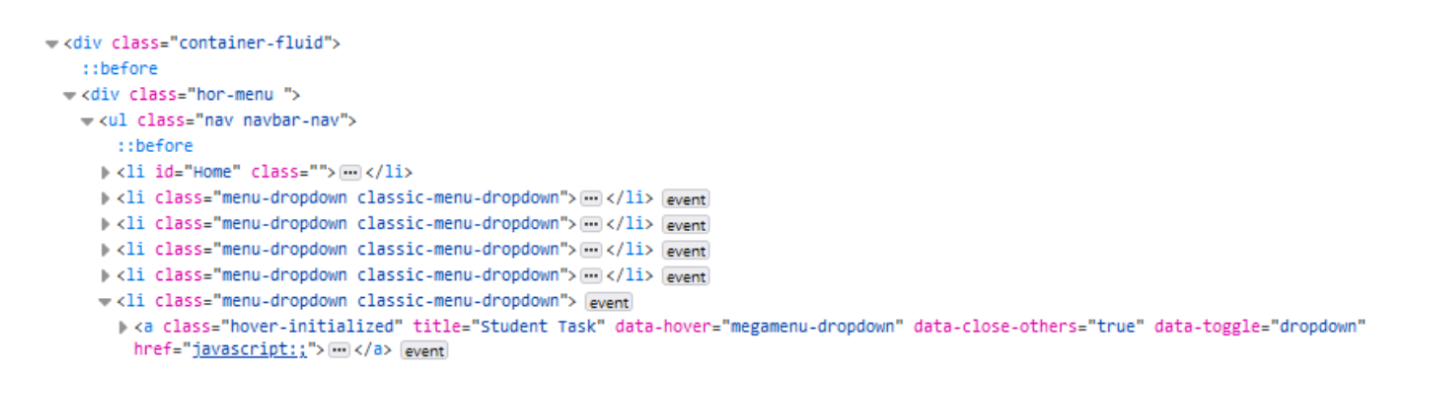 <div class="container-fluid">
::before
<div class="hor-menu ">
<ul class="nav navbar-nav">
::before
<li id="Home" class="">⋯</li>
<li class="menu-dropdown classic-menu-dropdown">⋯</li> event
<li class="menu-dropdown classic-menu-dropdown">⋯</li> event
<li class="menu-dropdown classic-menu-dropdown">⋯</li> event
<li class="menu-dropdown classic-menu-dropdown">⋯</li> event
<li class="menu-dropdown classic-menu-dropdown"> event
<a class="hover-initialized" title="Student Task" data-hover="megamenu-dropdown" data-close-others="true" data-toggle="dropdown"
href="javascript:;">⋯</a> event